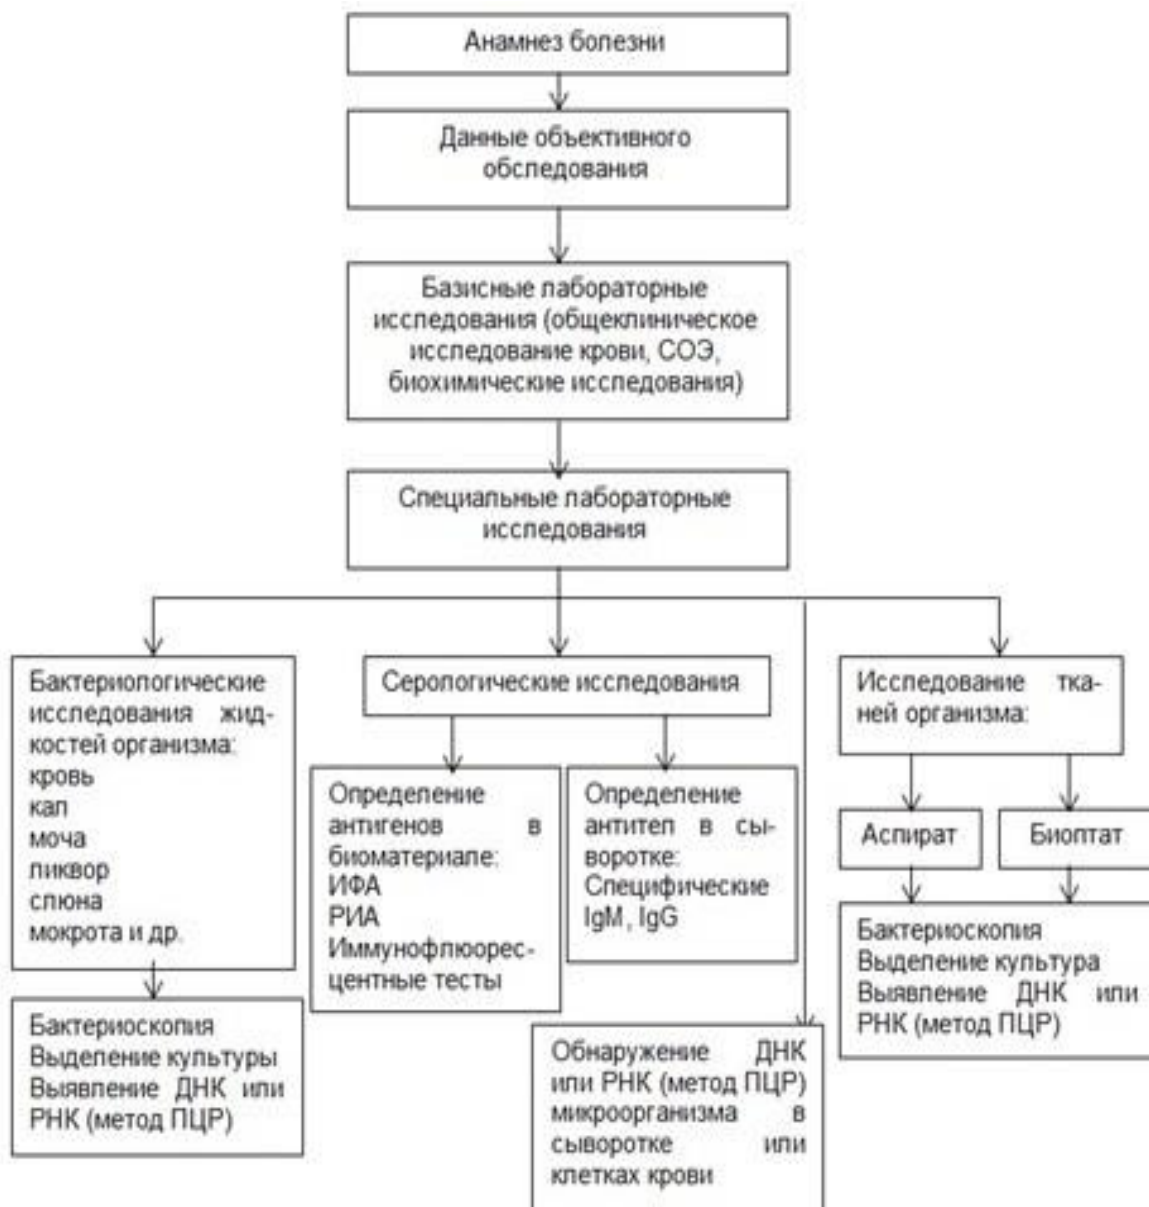 Анамнез болезни
Данные объективного
обследования
Базисные лабораторные
исследования (общеклиническое
исследование крови, СОЭ,
биохимические исследования)
Специальные лабораторные
исследования
Бактериологические
исследования жид-
костей организма:
кровь
кал
моча
ликвор
слюна
мокрота и др.
Бактериоскопия
Выделение культуры
Выявление ДНК или
РНК (метод ПЦР)
Серологические исследования
Определение
антигенов в
биоматериале:
ИФА
РИА
Иммунофлюорес-
центные тесты
Определение
антител в сы-
воротке:
Специфические
IgM, IgG
Обнаружение ДНК
или РНК (метод ПЦР)
микроорганизма в
сыворотке или
клетках крови
Исследование тка-
ней организма:
Аспират
Биоптат
Бактериоскопия
Выделение культура
Выявление ДНК или
РНК (метод ПЦР)